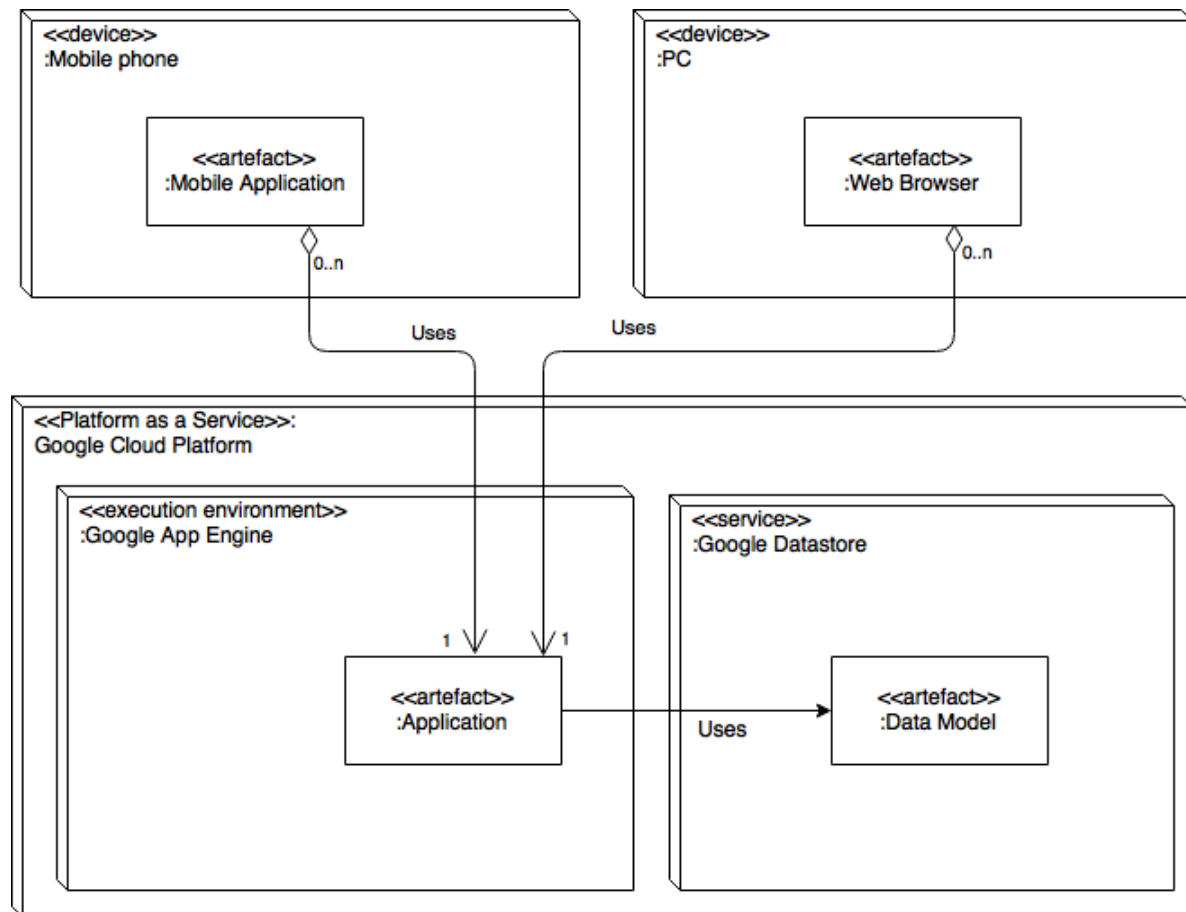 <<device>>
:Mobile phone
<<artefact>>
:Mobile Application
0..n
<<device>>
:PC
<<artefact>>
:Web Browser
0..n
Uses
Uses
<<Platform as a Service>>:
Google Cloud Platform
<<execution environment>>
:Google App Engine
1
1
<<artefact>>
:Application
Uses
<<service>>
:Google Datastore
<<artefact>>
:Data Model